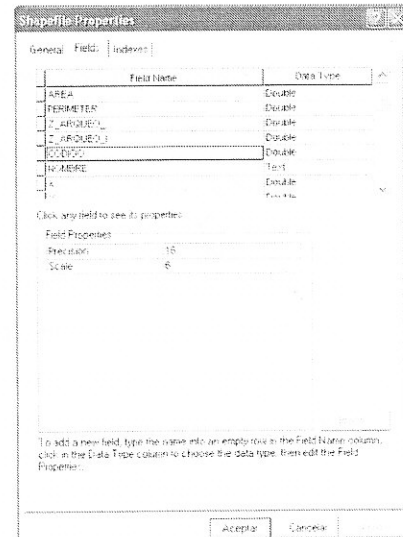 Shapefile Properties
General Fields Indexes
Field Name Data Type
AREA Double
PERIMETER Double
Z_ARQUEO_ Double
Z_ARQUEO_I Double
CODIGO Double
NOMBRE Text
X Double
Double
Click any field to see its properties.
Field Properties
Precision 16
Scale 6
To add a new field, type the name into an empty row in the Field Name column,
click in the Data Type column to choose the data type, then edit the Field
Properties.
Aceptar Cancelar